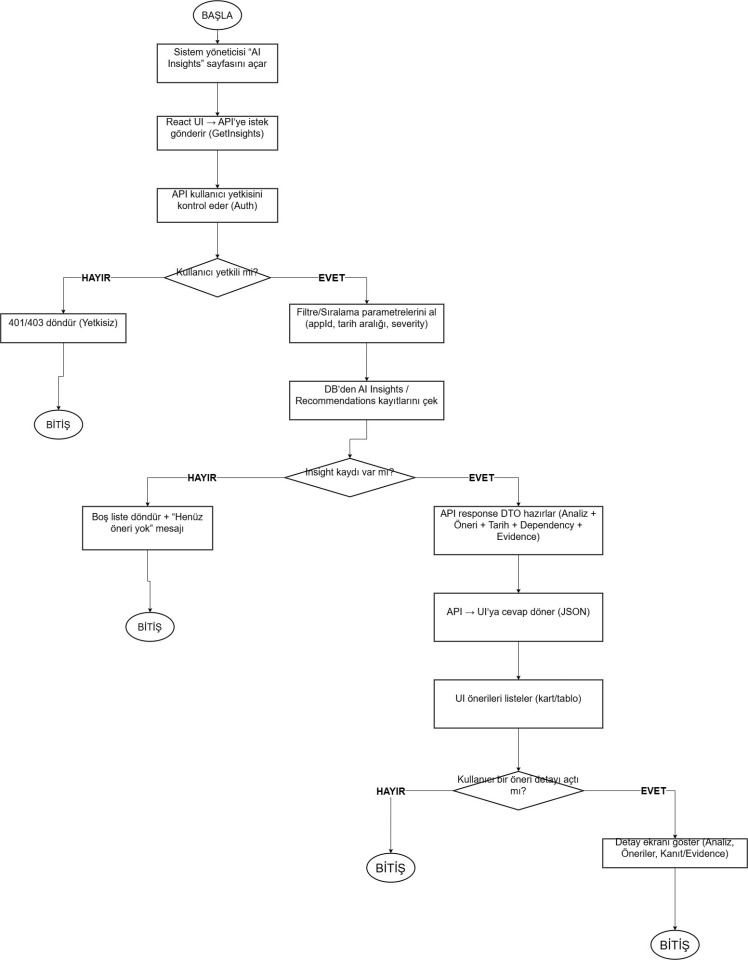 BAŞLA
Sistem yöneticisi “AI
Insights” sayfasını açar
React UI → API'ye istek
gönderir (GetInsights)
API kullanıcı yetkisini
kontrol eder (Auth)
Kullanıcı yetkili mi?
HAYIR
EVET
401/403 döndür (Yetkisiz)
Filtre/Sıralama parametrelerini al
(appId, tarih aralığı, severity)
BİTİŞ
DB'den AI Insights /
Recommendations kayıtlarını çek
Insight kaydı var mı?
HAYIR
EVET
Boş liste döndür + “Henüz
öneri yok” mesajı
API response DTO hazırlar (Analiz +
Öneri + Tarih + Dependency +
Evidence)
BİTİŞ
API → UI'ya cevap döner (JSON)
UI önerileri listeler (kart/tablo)
Kullanıcı bir öneri detayı açtı
mı?
HAYIR
EVET
BİTİŞ
Detay ekranı göster (Analiz,
Öneriler, Kanıt/Evidence)
BİTİŞ